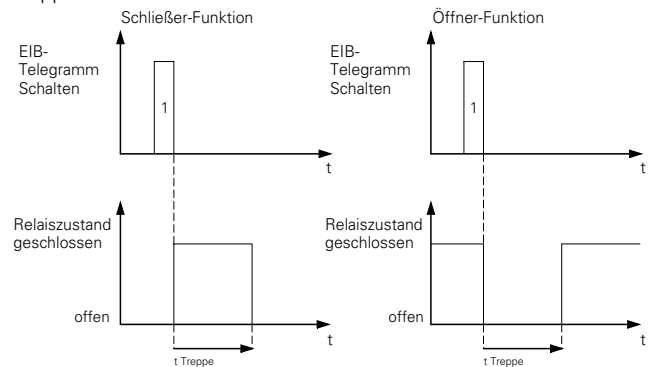 Schließer-Funktion
EIB-
Telegramm
Schalten
1
t
Relaiszustand
geschlossen
offen
t
t Treppe
Öffner-Funktion
EIB-
Telegramm
Schalten
1
t
Relaiszustand
geschlossen
offen
t
t Treppe